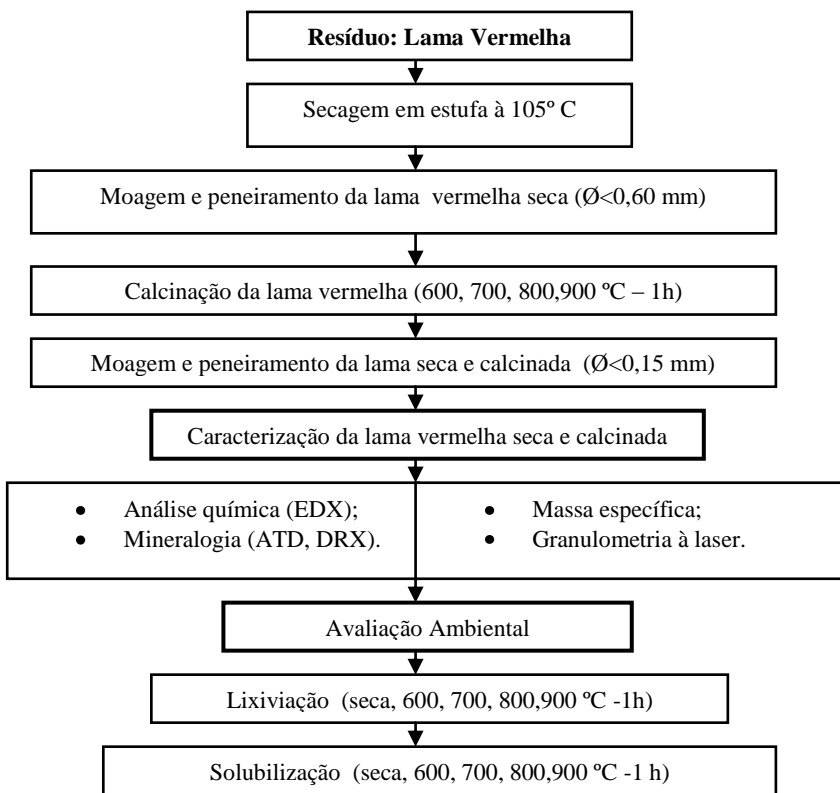 Resíduo: Lama Vermelha
Secagem em estufa à 105º C
Moagem e peneiramento da lama vermelha seca (Ø<0,60 mm)
Calcinação da lama vermelha (600, 700, 800,900 ºC – 1h)
Moagem e peneiramento da lama seca e calcinada (Ø<0,15 mm)
Caracterização da lama vermelha seca e calcinada
• Análise química (EDX);
• Mineralogia (ATD, DRX).
• Massa específica;
• Granulometria à laser.
Avaliação Ambiental
Lixiviação (seca, 600, 700, 800,900 ºC -1h)
Solubilização (seca, 600, 700, 800,900 ºC -1 h)